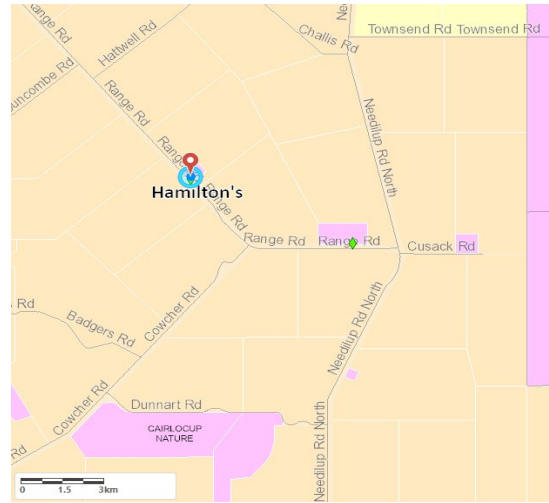 Range Rd
Hattwell Rd
Challis Rd
Townsend Rd Townsend Rd
Range Rd
Needilup Rd North
Hamilton's
Range Rd
Range Rd
Range Rd
Cusack Rd
Rd
Badgers Rd
Cowcher Rd
Needilup Rd North
Cowcher Rd
Dunnart Rd
Needilup Rd North
CAIRLOCUP
NATURE
Rd
0 1.5 3km